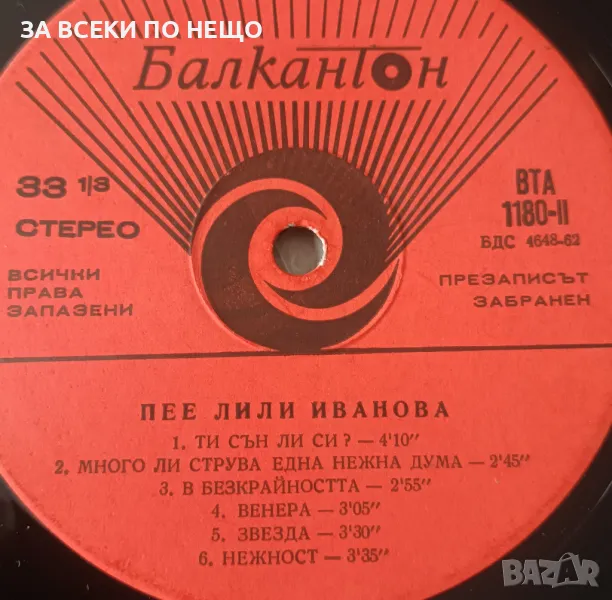 ЗА ВСЕКИ ПО НЕЩО
Балкантон
33 1/3
СТЕРЕО
ВТА
1180-II
БДС 4648-62
ВСИЧКИ
ПРАВА
ЗАПАЗЕНИ
ПРЕЗАПИСЪТ
ЗАБРАНЕН
ПЕЕ ЛИЛИ ИВАНОВА
1. ТИ СЪН ЛИ СИ? — 4'10"
2. МНОГО ЛИ СТРУВА ЕДНА НЕЖНА ДУМА — 2'45"
3. В БЕЗКРАЙНОСТТА — 2'55"
4. ВЕНЕРА — 3'05"
5. ЗВЕЗДА — 3'30"
6. НЕЖНОСТ — 3'35"
BAZAR